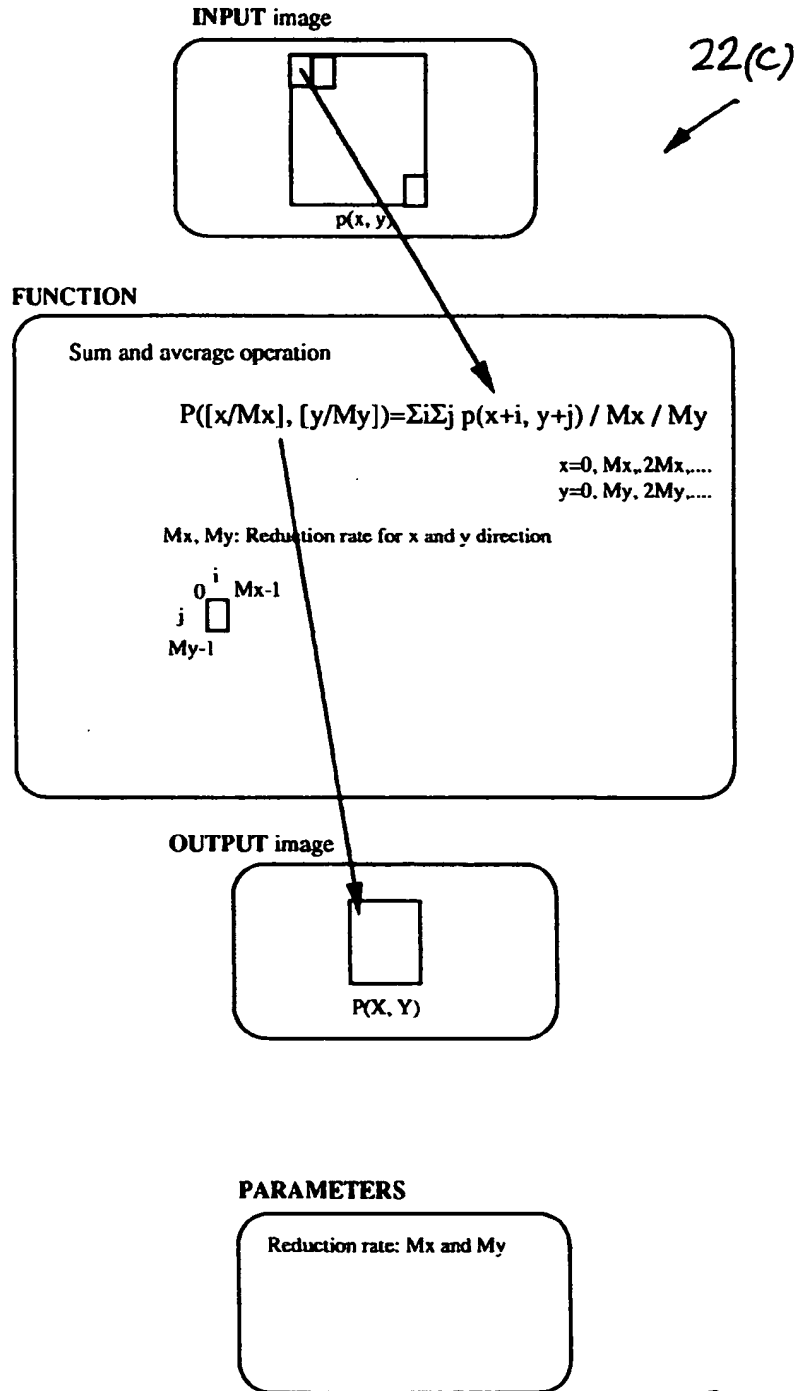 INPUT image
22(c)
p(x, y)
FUNCTION
Sum and average operation
P([x/Mx], [y/My])=ΣiΣj p(x+i, y+j) / Mx / My
x=0, Mx,.2Mx,....
y=0. My, 2My,....
Mx, My: Reduction rate for x and y direction
i
0 Mx-1
j
My-1
OUTPUT image
P(X, Y)
PARAMETERS
Reduction rate: Mx and My